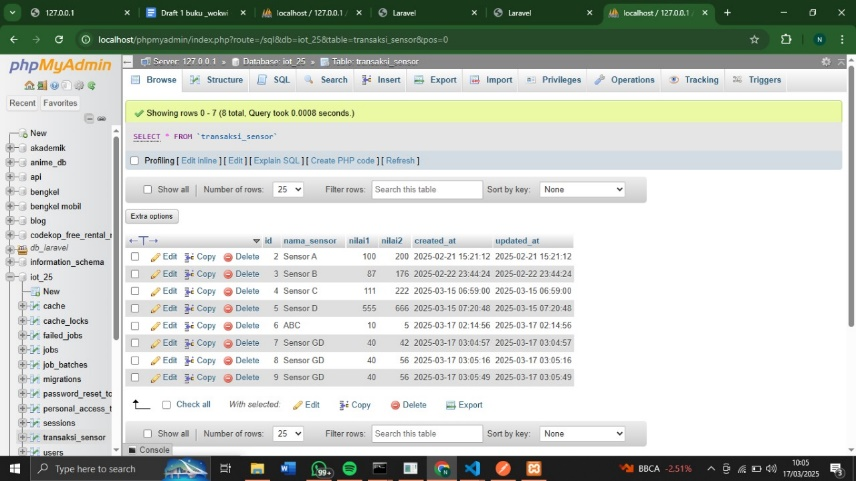 127.0.0.1
Draft 1 buku _wokwi
localhost / 127.0.0.1 /
Laravel
Laravel
localhost / 127.0.0.1 /
localhost/phpmyadmin/index.php?route=/sql&db=iot_25&table=transaksi_sensor&pos=0
N
phpMyAdmin
Recent Favorites
New
akademik
anime_db
api
bengkel
bengkel mobil
blog
codekop_free_rental_r
db_laravel
information_schema
iot_25
New
cache
cache_locks
failed_jobs
jobs
job_batches
migrations
password_reset_to
personal_access_t
sessions
transaksi_sensor
users
Server: 127.0.0.1 » Database: iot_25 » Table: transaksi_sensor
Browse Structure SQL Search Insert Export Import Privileges Operations Tracking Triggers
Showing rows 0 - 7 (8 total, Query took 0.0008 seconds.)
SELECT * FROM `transaksi_sensor`
Profiling [ Edit inline ] [ Edit ] [ Explain SQL ] [ Create PHP code ] [ Refresh ]
Show all | Number of rows: 25 Filter rows: Search this table Sort by key: None
Extra options
←T→ id nama_sensor nilai1 nilai2 created_at updated_at
Edit Copy Delete 2 Sensor A 100 200 2025-02-21 15:21:12 2025-02-21 15:21:12
Edit Copy Delete 3 Sensor B 87 176 2025-02-22 23:44:24 2025-02-22 23:44:24
Edit Copy Delete 4 Sensor C 111 222 2025-03-15 06:59:00 2025-03-15 06:59:00
Edit Copy Delete 5 Sensor D 555 666 2025-03-15 07:20:48 2025-03-15 07:20:48
Edit Copy Delete 6 ABC 10 5 2025-03-17 02:14:56 2025-03-17 02:14:56
Edit Copy Delete 7 Sensor GD 40 42 2025-03-17 03:04:57 2025-03-17 03:04:57
Edit Copy Delete 8 Sensor GD 40 56 2025-03-17 03:05:16 2025-03-17 03:05:16
Edit Copy Delete 9 Sensor GD 40 56 2025-03-17 03:05:49 2025-03-17 03:05:49
Check all With selected: Edit Copy Delete Export
Show all | Number of rows: 25 Filter rows: Search this table Sort by key: None
Console
Type here to search
99+
BBCA -2.51%
10:05
17/03/2025
3